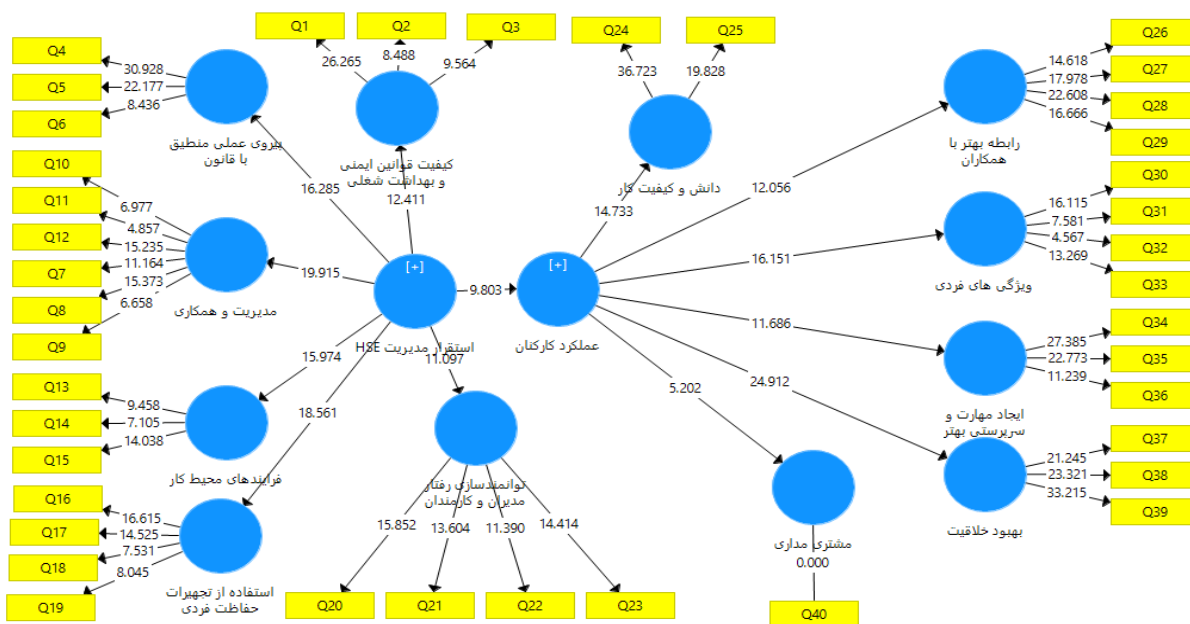 Q1
Q2
Q3
26.265
8.488
9.564
کیفیت قوانین ایمنی
و بهداشت شغلی
12.411
Q4
Q5
Q6
30.928
22.177
8.436
پیروی عملی منطبق
با قانون
16.285
Q10
Q11
Q12
Q7
Q8
Q9
6.977
4.857
15.235
11.164
15.373
6.658
مدیریت و همکاری
19.915
Q13
Q14
Q15
9.458
7.105
14.038
فرایندهای محیط کار
15.974
Q16
Q17
Q18
Q19
16.615
14.525
7.531
8.045
استفاده از تجهیزات
حفاظت فردی
18.561
[+]
استقرار مدیریت HSE
9.803
11.097
توانمندسازی رفتار
مدیران و کارمندان
15.852
13.604
11.390
14.414
Q20
Q21
Q22
Q23
[+]
عملکرد کارکنان
Q24
Q25
36.723
19.828
دانش و کیفیت کار
14.733
Q26
Q27
Q28
Q29
14.618
17.978
22.608
16.666
رابطه بهتر با
همکاران
12.056
Q30
Q31
Q32
Q33
16.115
7.581
4.567
13.269
ویژگی های فردی
16.151
Q34
Q35
Q36
27.385
22.773
11.239
ایجاد مهارت و
سرپرستی بهتر
11.686
Q37
Q38
Q39
21.245
23.321
33.215
بهبود خلاقیت
24.912
5.202
مشتری مداری
0.000
Q40